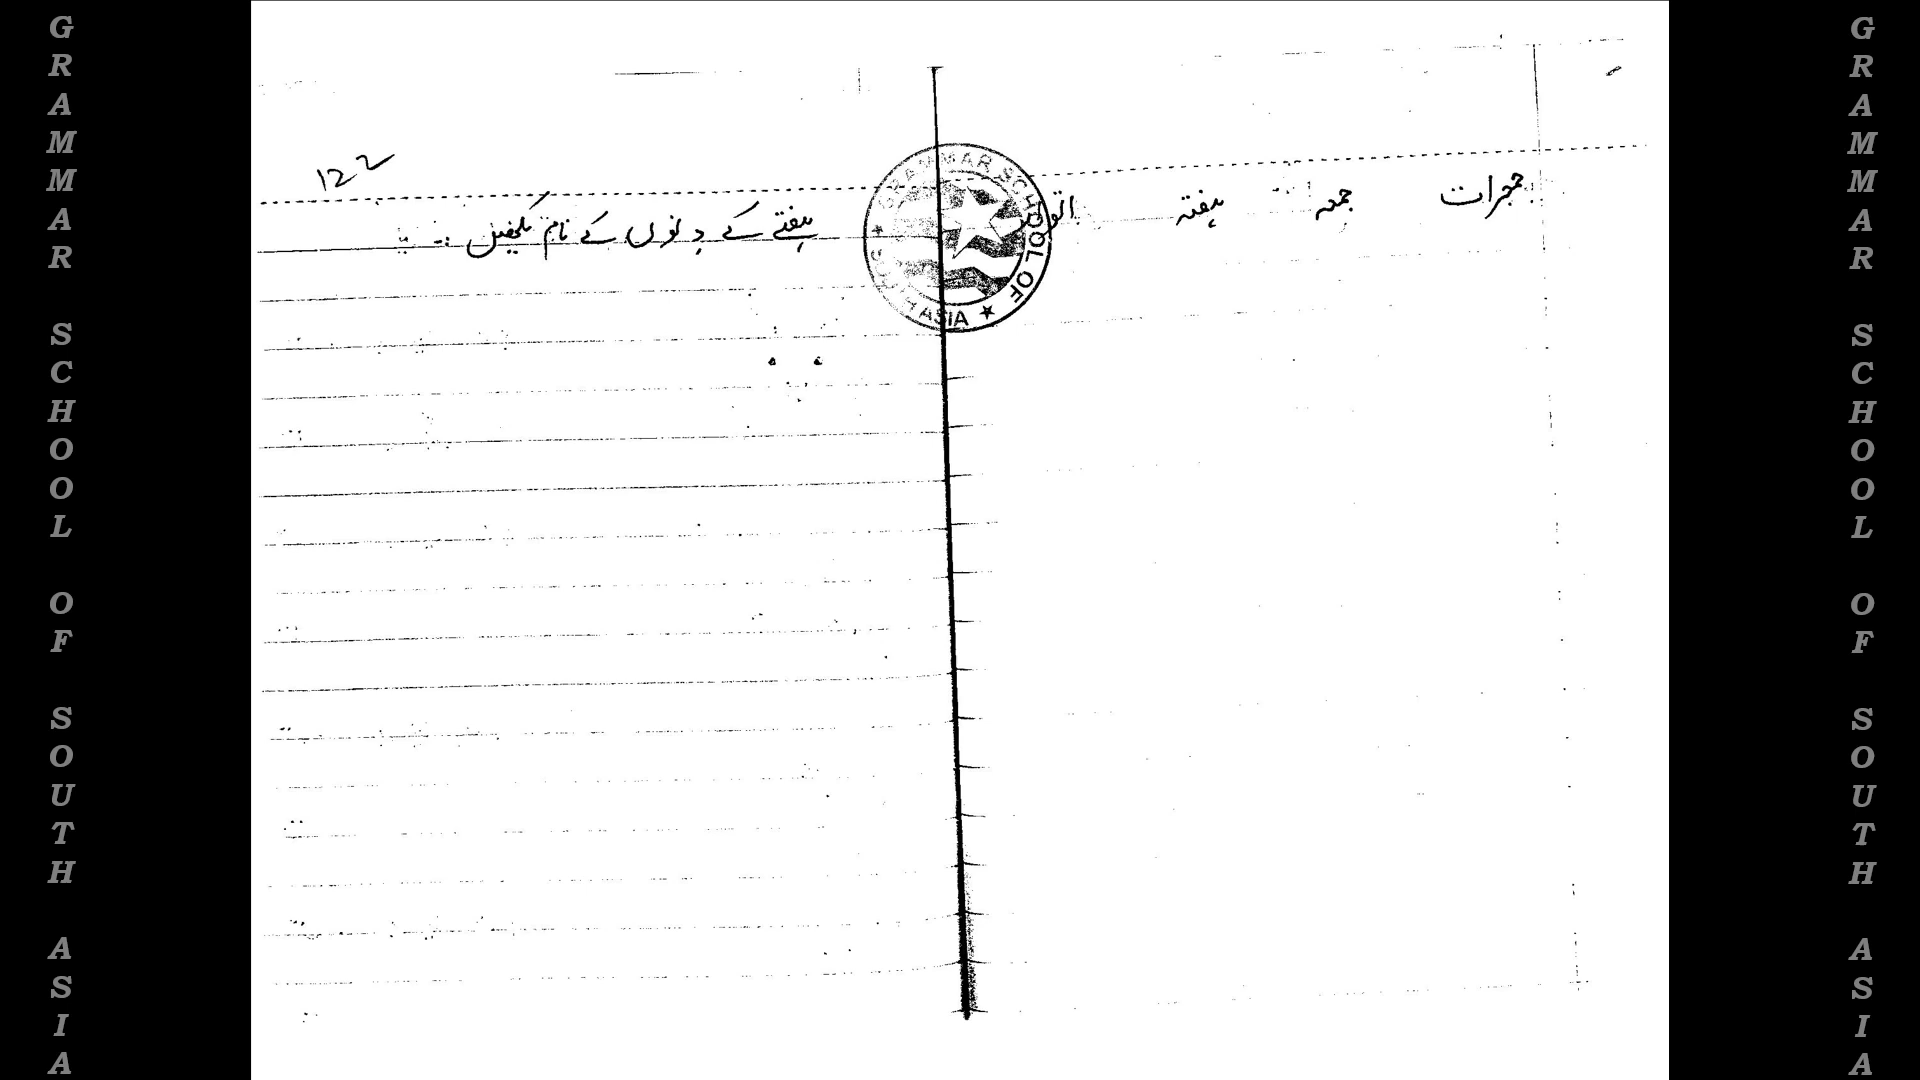 GRAMMAR SCHOOL OF SOUTH ASIA
122
ہفتے کے دنوں کے نام لکھیں :-
GRAMMAR SCHOOL OF SOUTH ASIA
جمعرات جمعہ ہفتہ اتوار
GRAMMAR SCHOOL OF SOUTH ASIA